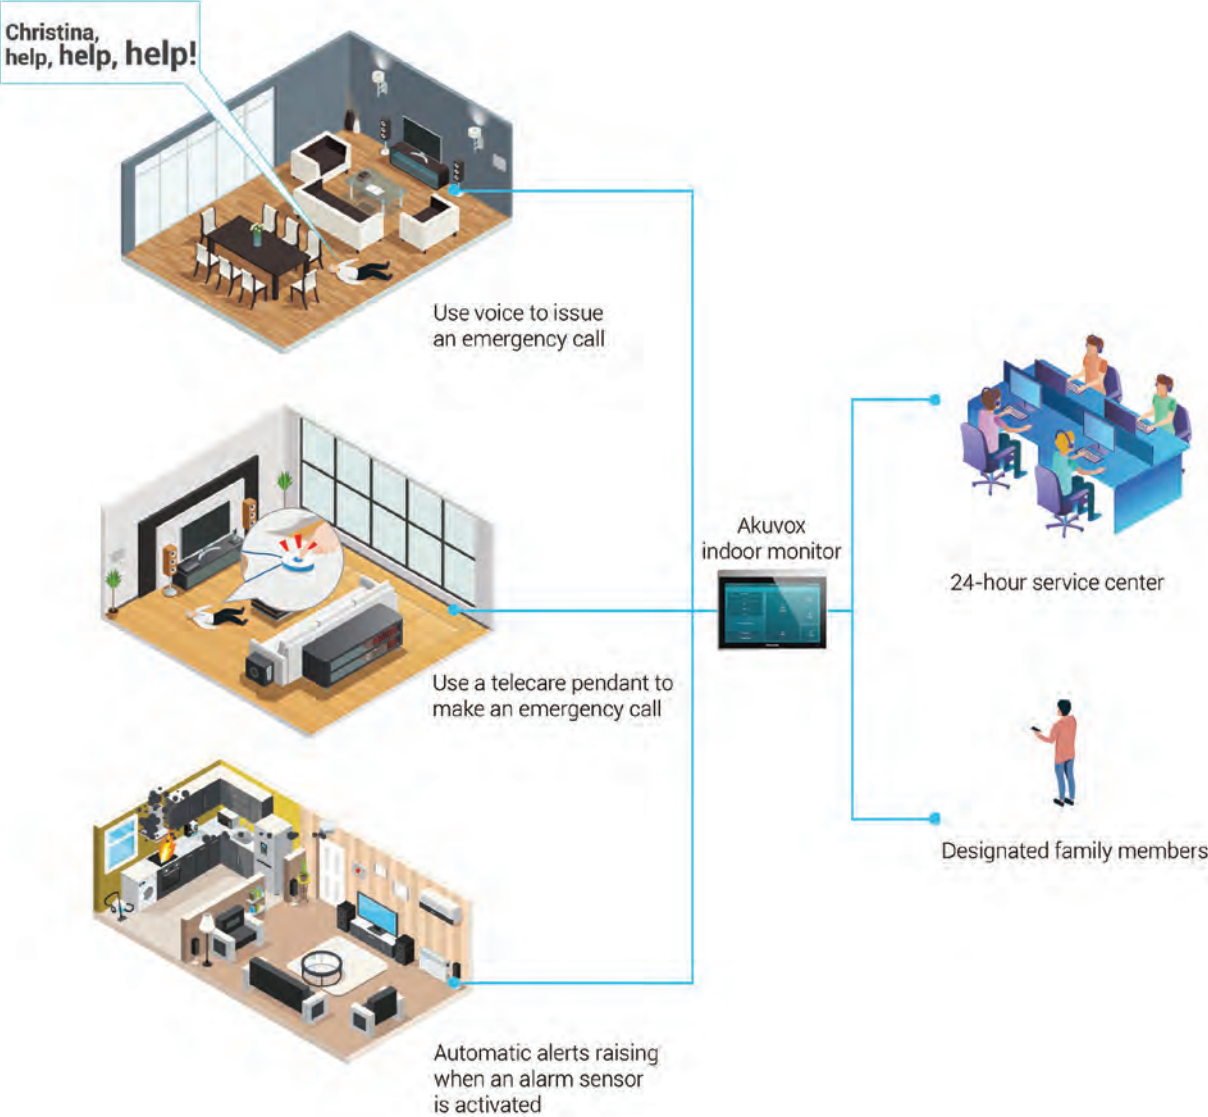 Christina,
help, help, help!
Use voice to issue
an emergency call
Akuvox
indoor monitor
24-hour service center
Use a telecare pendant to
make an emergency call
Designated family members
Automatic alerts raising
when an alarm sensor
is activated